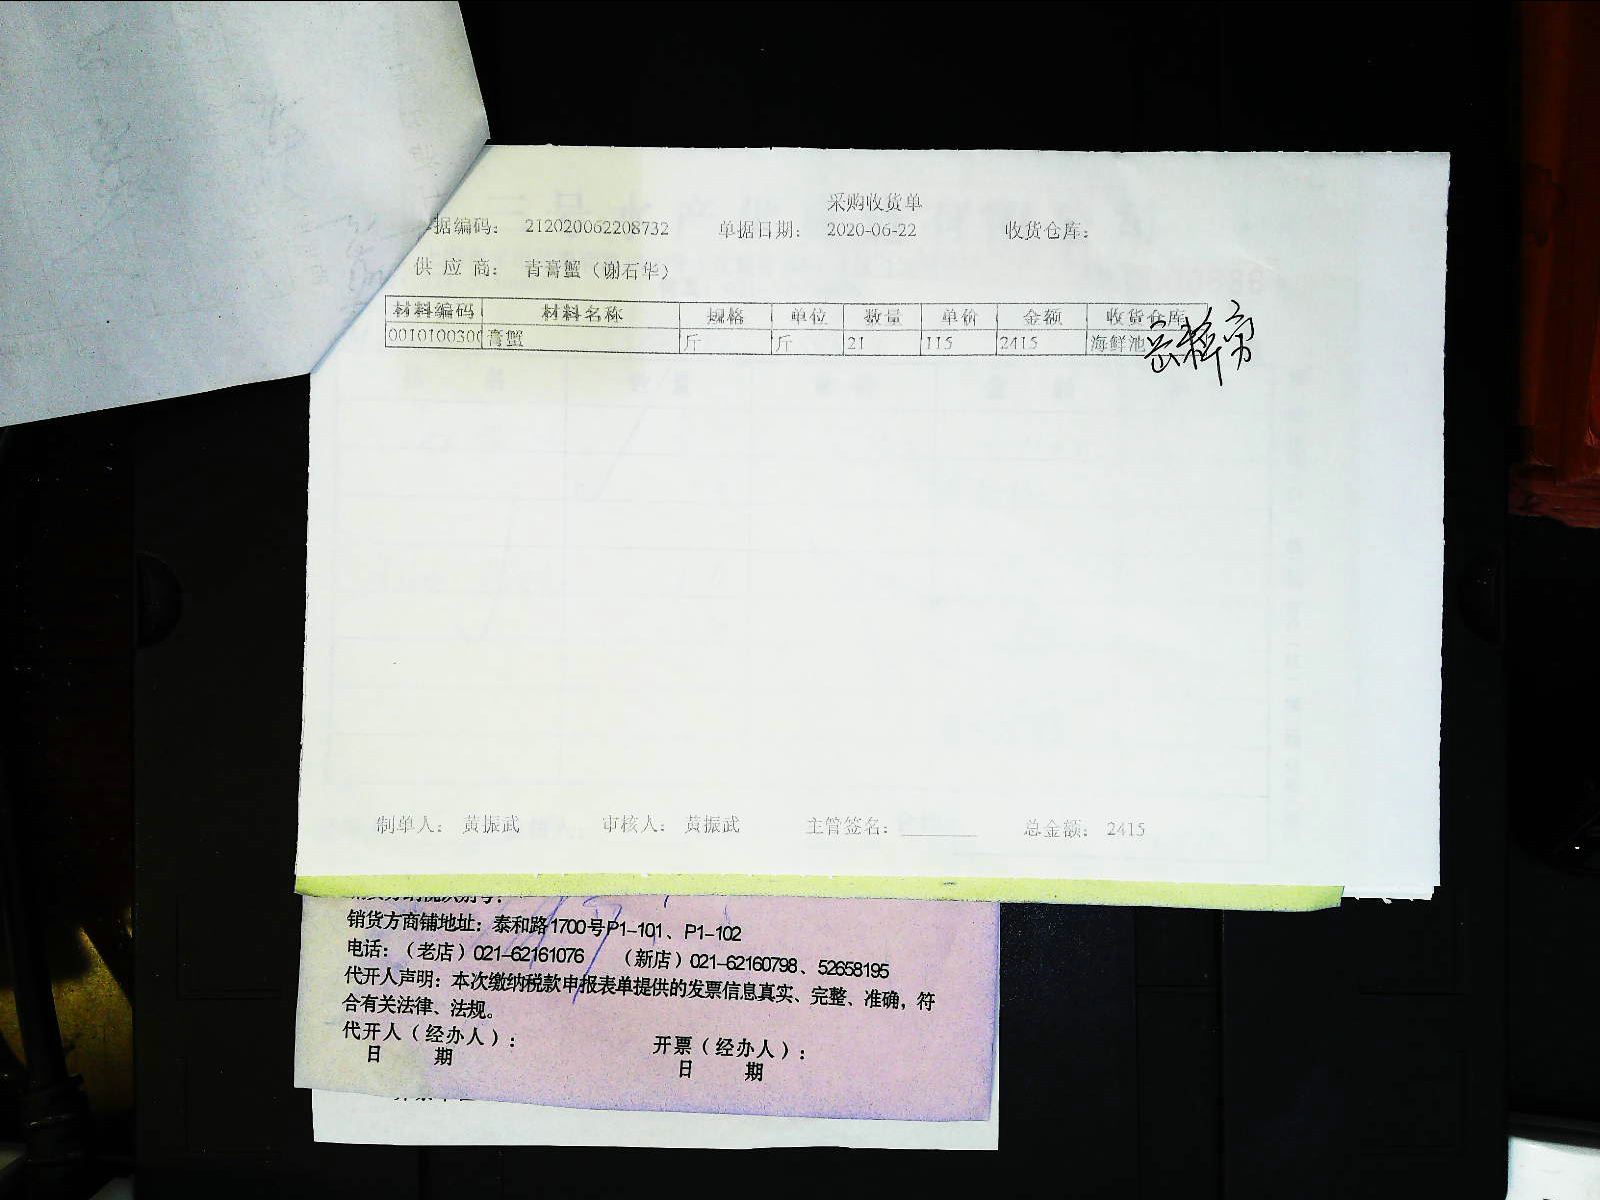 采购收货单
据编码: 212020062208732 单据日期: 2020-06-22 收货仓库:
供应商: 青膏蟹（谢石华）
材料编码 材料名称 规格 单位 数量 单价 金额 收货仓库
0010100300 膏蟹 斤 斤 21 115 2415 海鲜池
制单人: 黄振武 审核人: 黄振武 主管签名: 总金额: 2415
销货方商铺地址: 泰和路1700号P1-101、P1-102
电话:（老店）021-62161076 （新店）021-62160798、52658195
代开人声明: 本次缴纳税款申报表单提供的发票信息真实、完整、准确，符
合有关法律、法规。
代开人（经办人）: 开票（经办人）:
日 期 日 期